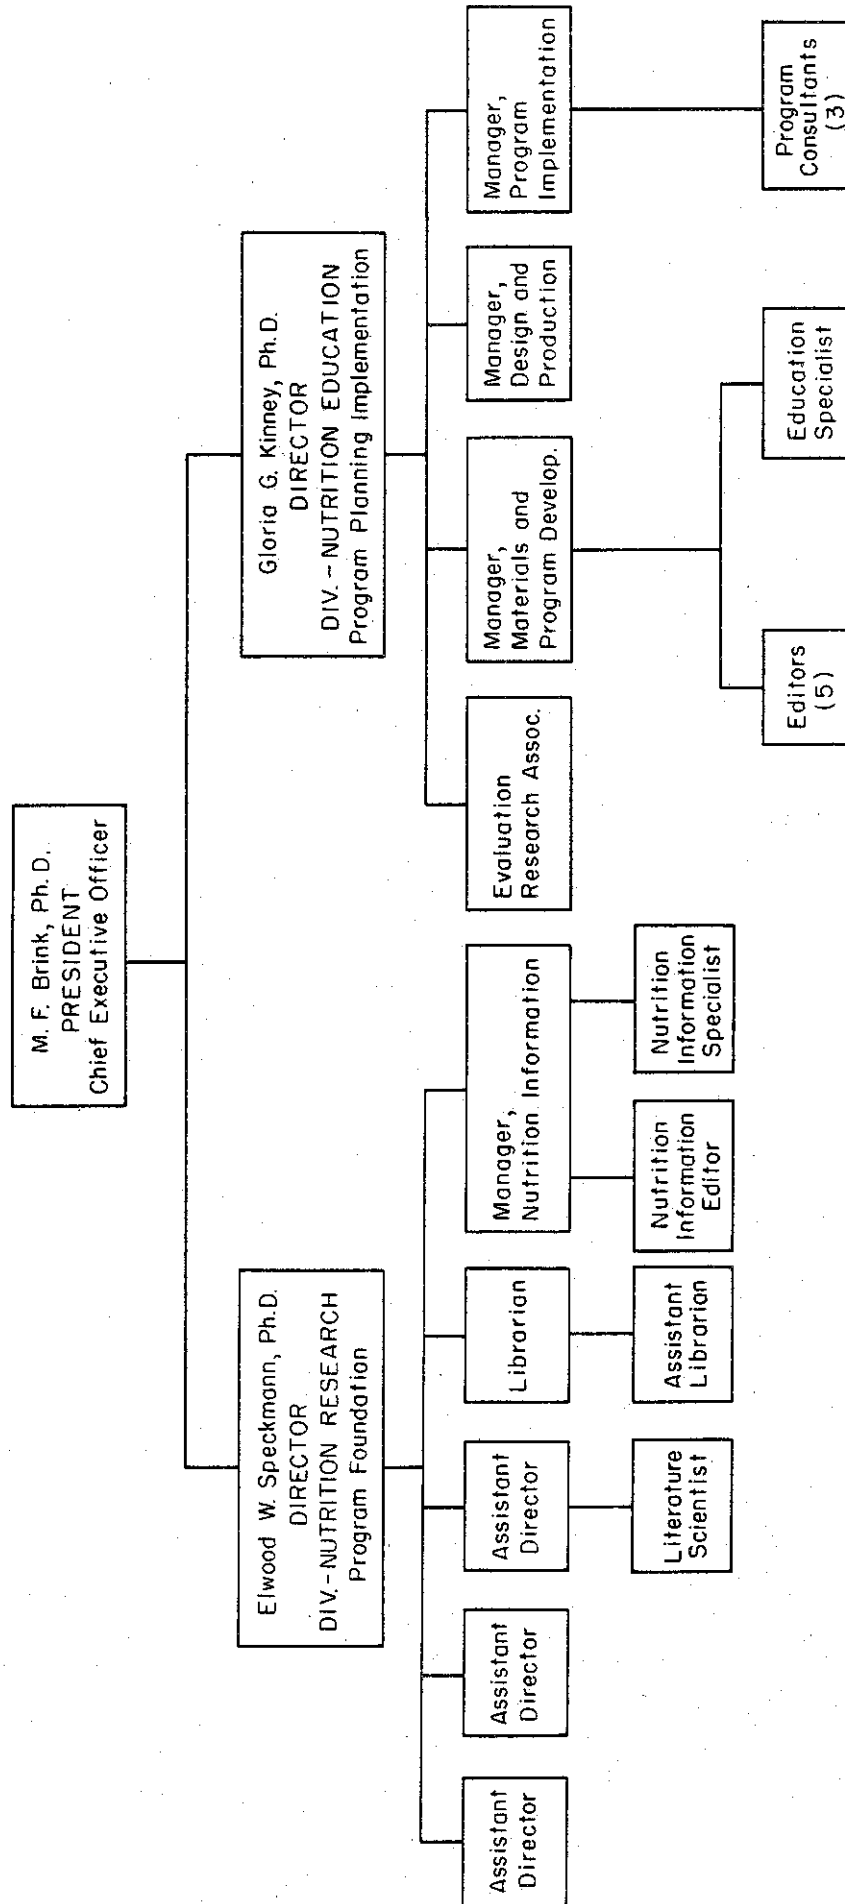 M. F. Brink, Ph.D.
PRESIDENT
Chief Executive Officer
Elwood W. Speckmann, Ph.D.
DIRECTOR
DIV.-NUTRITION RESEARCH
Program Foundation
Gloria G. Kinney, Ph.D.
DIRECTOR
DIV.-NUTRITION EDUCATION
Program Planning Implementation
Assistant
Director
Assistant
Director
Assistant
Director
Librarian
Manager,
Nutrition Information
Evaluation
Research Assoc.
Manager,
Materials and
Program Develop.
Manager,
Design and
Production
Manager,
Program
Implementation
Literature
Scientist
Assistant
Librarian
Nutrition
Information
Editor
Nutrition
Information
Specialist
Editors
(5)
Education
Specialist
Program
Consultants
(3)